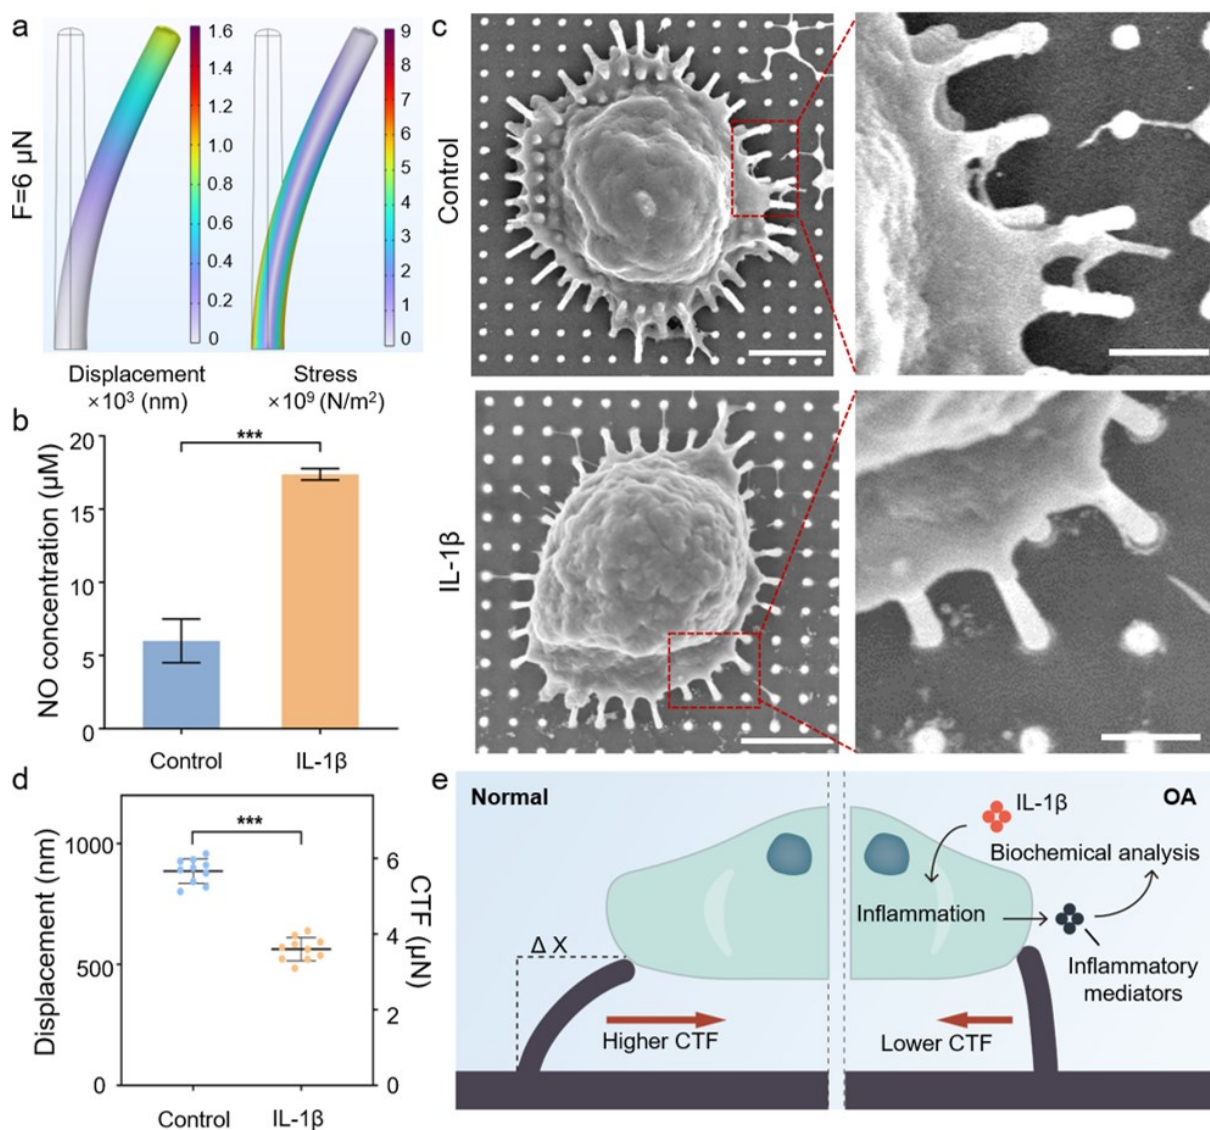 a
F=6 μN
1.6
1.4
1.2
1.0
0.8
0.6
0.4
0.2
0
9
8
7
6
5
4
3
2
1
0
Displacement
×10³ (nm)
Stress
×10⁹ (N/m²)
b
NO concentration (μM)
20
15
10
5
0
***
Control
IL-1β
c
Control
IL-1β
d
Displacement (nm)
1000
500
0
***
6
4
2
0
CTF (μN)
Control
IL-1β
e
Normal
OA
IL-1β
Biochemical analysis
Inflammation
Inflammatory
mediators
Δ X
Higher CTF
Lower CTF